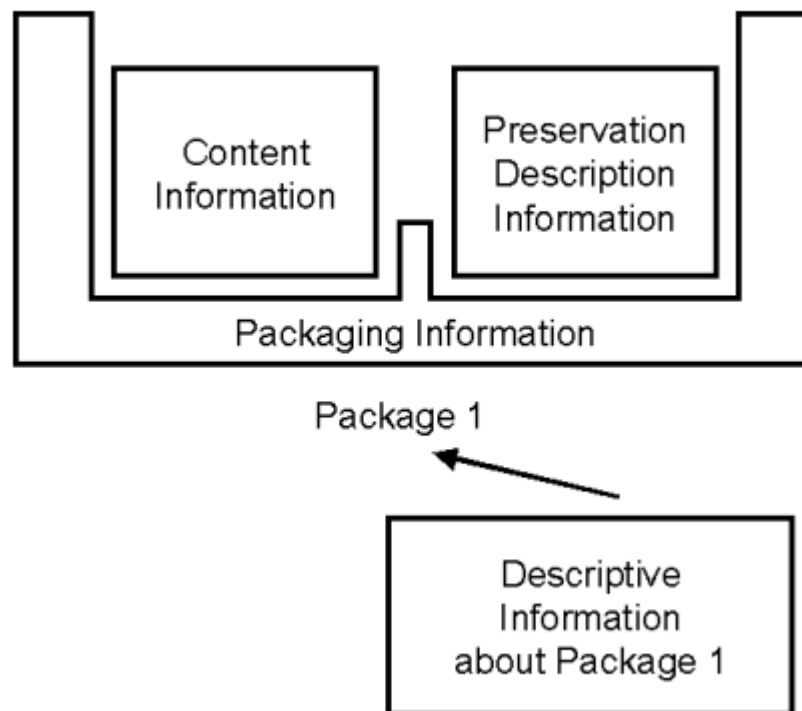 Content
Information
Preservation
Description
Information
Packaging Information
Package 1
Descriptive
Information
about Package 1